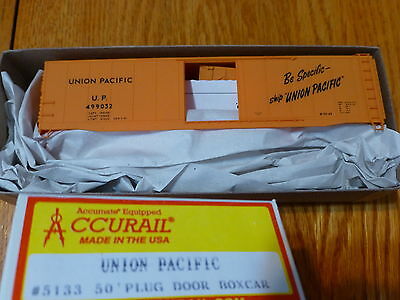 UNION PACIFIC
U.P.
499032
Be Specific-
ship "UNION PACIFIC"
Accumate® Equipped
ACCURAIL®
MADE IN THE USA
UNION PACIFIC
#5133 50'PLUG DOOR BOXCAR